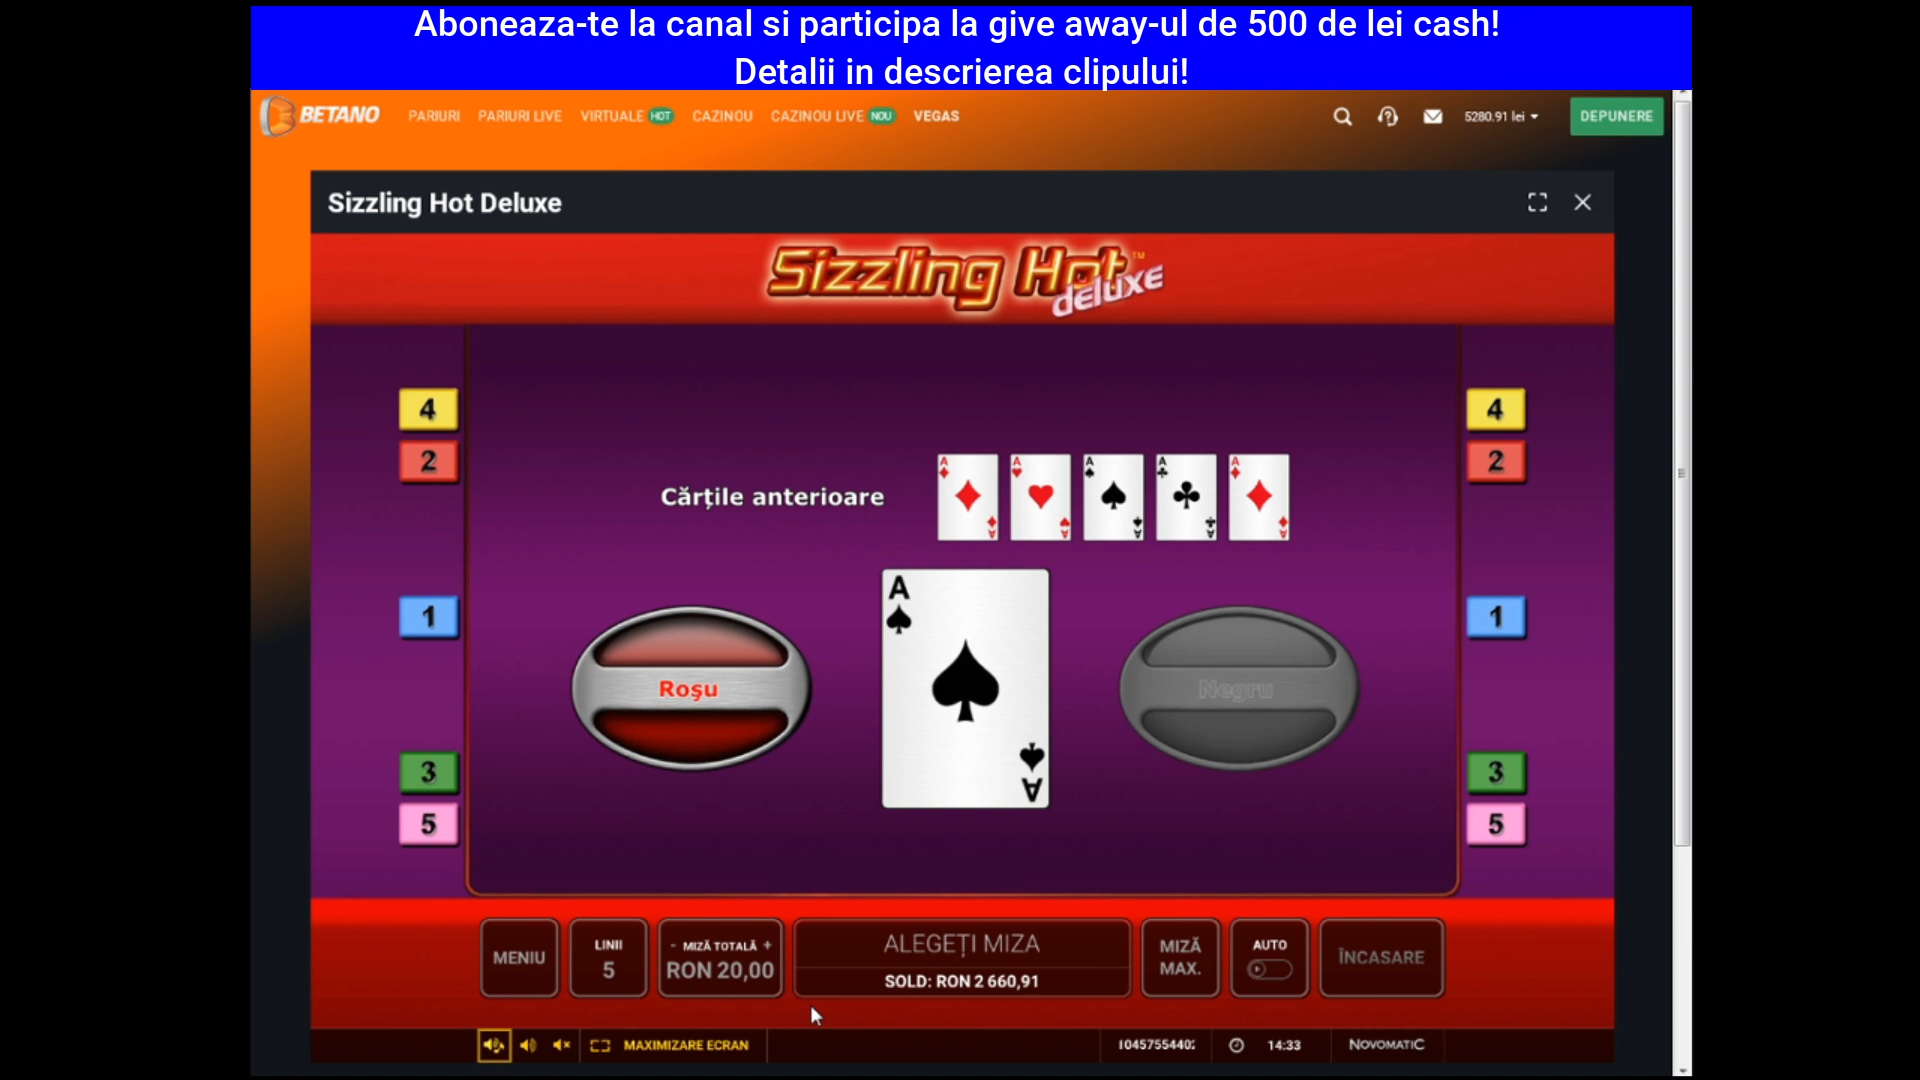 Aboneaza-te la canal si participa la give away-ul de 500 de lei cash!
Detalii in descrierea clipului!
BETANO PARIURI PARIURI LIVE VIRTUALE HOT CAZINOU CAZINOU LIVE NOU VEGAS 5280.91 lei DEPUNERE
Sizzling Hot Deluxe
Sizzling Hot™ deluxe
4 4
2 2
Cărțile anterioare A A A A A
A A A A A
1 1
A
Roşu Negru
A
3 3
5 5
MENIU LINII 5 - MIZĂ TOTALĂ + RON 20,00 ALEGEȚI MIZA MIZĂ MAX. AUTO ÎNCASARE
SOLD: RON 2 660,91
MAXIMIZARE ECRAN 14:33 NOVOMATIC